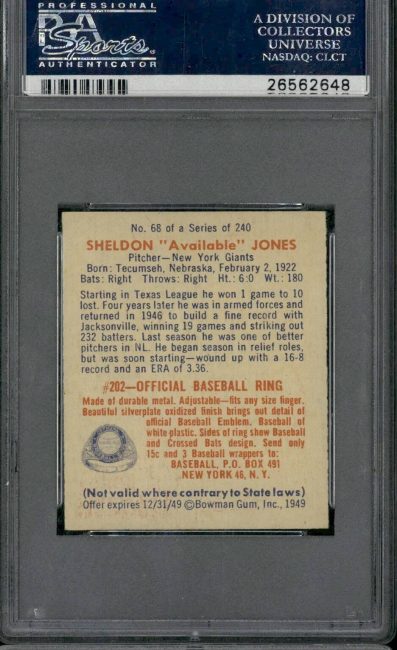 PROFESSIONAL
PSA
Sports
AUTHENTICATOR
A DIVISION OF
COLLECTORS
UNIVERSE
NASDAQ: CLCT
26562648
No. 68 of a Series of 240
SHELDON "Available" JONES
Pitcher—New York Giants
Born: Tecumseh, Nebraska, February 2, 1922
Bats: Right Throws: Right Ht.: 6:0 Wt.: 180
Starting in Texas League he won 1 game to 10
lost. Four years later he was in armed forces and
returned in 1946 to build a fine record with
Jacksonville, winning 19 games and striking out
232 batters. Last season he was one of better
pitchers in NL. He began season in relief roles,
but was soon starting—wound up with a 16-8
record and an ERA of 3.36.
#202—OFFICIAL BASEBALL RING
Made of durable metal. Adjustable—fits any size finger.
Beautiful silverplate oxidized finish brings out detail of
official Baseball Emblem. Baseball of
white plastic. Sides of ring shew Baseball
and Crossed Bats design. Send only
15c and 3 Baseball wrappers to:
BASEBALL, P.O. BOX 491
NEW YORK 46, N. Y.
(Not valid where contrary to State laws)
Offer expires 12/31/49 ©Bowman Gum, Inc., 1949